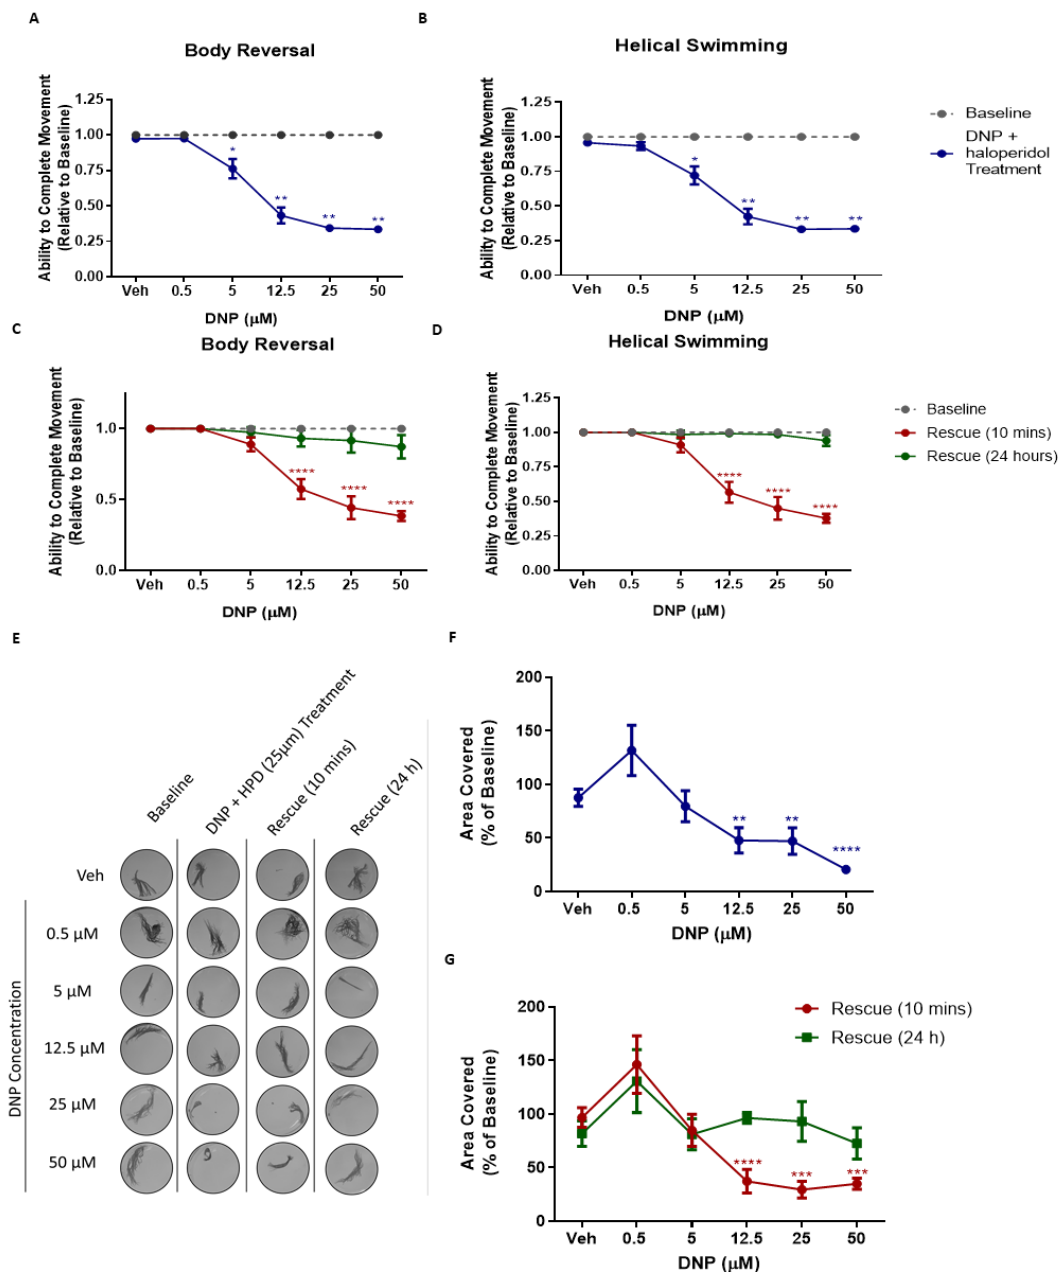 A
Body Reversal
Ability to Complete Movement
(Relative to Baseline)
1.25
1.00
0.75
0.50
0.25
0.00
*
**
**
**
Veh 0.5 5 12.5 25 50
DNP (μM)
B
Helical Swimming
Ability to Complete Movement
(Relative to Baseline)
1.25
1.00
0.75
0.50
0.25
0.00
*
**
**
**
Veh 0.5 5 12.5 25 50
DNP (μM)
Baseline
DNP +
haloperidol
Treatment
C
Body Reversal
Ability to Complete Movement
(Relative to Baseline)
1.0
0.5
0.0
****
****
****
Veh 0.5 5 12.5 25 50
DNP (μM)
D
Helical Swimming
Ability to Complete Movement
(Relative to Baseline)
1.25
1.00
0.75
0.50
0.25
0.00
****
****
****
Veh 0.5 5 12.5 25 50
DNP (μM)
Baseline
Rescue (10 mins)
Rescue (24 hours)
E
Baseline
DNP + HPD (25μm) Treatment
Rescue (10 mins)
Rescue (24 h)
Veh
DNP Concentration
0.5 μM
5 μM
12.5 μM
25 μM
50 μM
F
Area Covered
(% of Baseline)
200
150
100
50
0
**
**
****
Veh 0.5 5 12.5 25 50
DNP (μM)
G
Area Covered
(% of Baseline)
200
150
100
50
0
Rescue (10 mins)
Rescue (24 h)
****
***
***
Veh 0.5 5 12.5 25 50
DNP (μM)